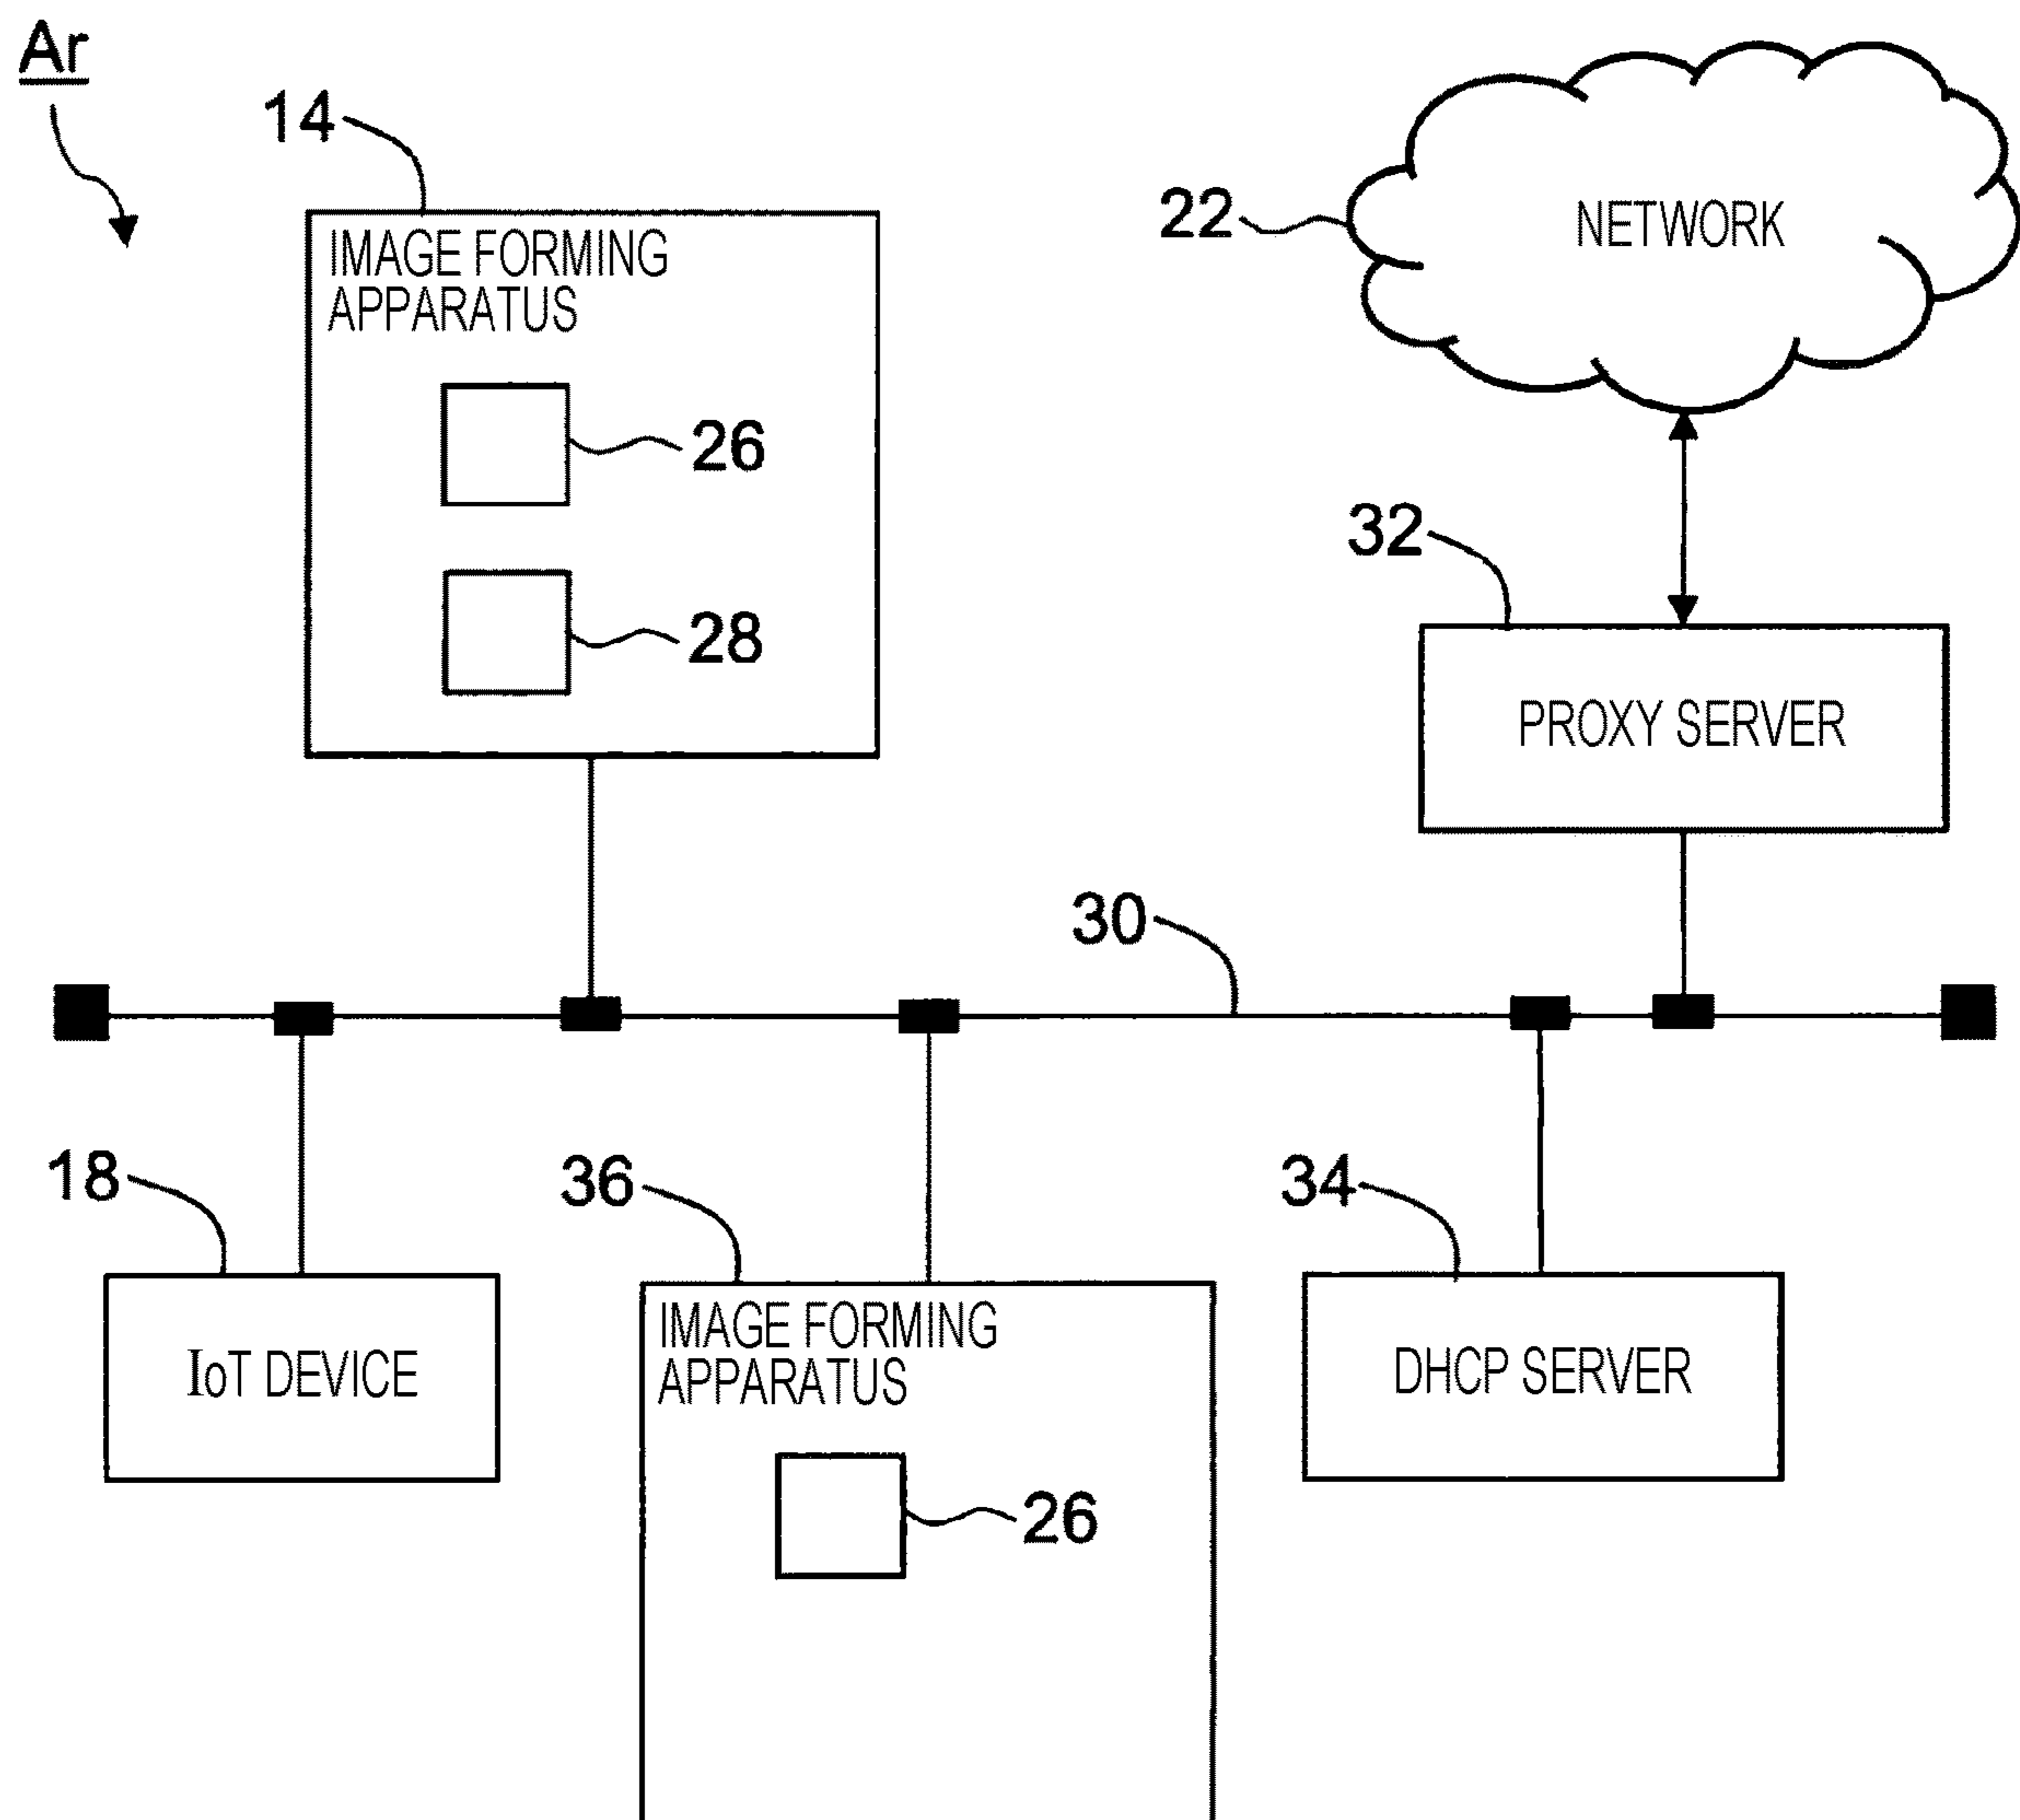 Ar
14
IMAGE FORMING
APPARATUS
26
28
22
NETWORK
32
PROXY SERVER
30
18
IoT DEVICE
36
IMAGE FORMING
APPARATUS
26
34
DHCP SERVER